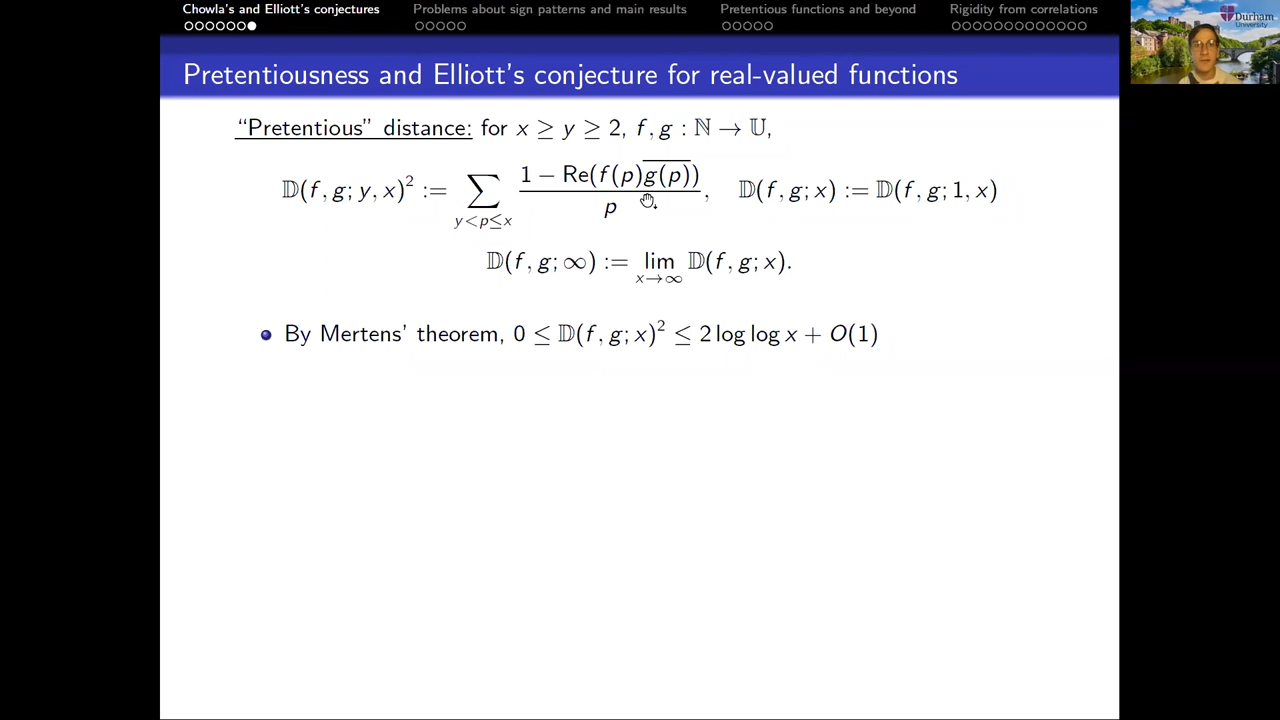 Chowla's and Elliott's conjectures Problems about sign patterns and main results Pretentious functions and beyond Rigidity from correlations
Durham
University
Pretentiousness and Elliott's conjecture for real-valued functions
"Pretentious" distance: for x ≥ y ≥ 2, f, g : ℕ → 𝕌,
𝔻(f, g; y, x)² := ∑_{y<p≤x} (1 − Re(f(p)\overline{g(p)}))/p, 𝔻(f, g; x) := 𝔻(f, g; 1, x)
𝔻(f, g; ∞) := lim_{x→∞} 𝔻(f, g; x).
By Mertens' theorem, 0 ≤ 𝔻(f, g; x)² ≤ 2 log log x + O(1)